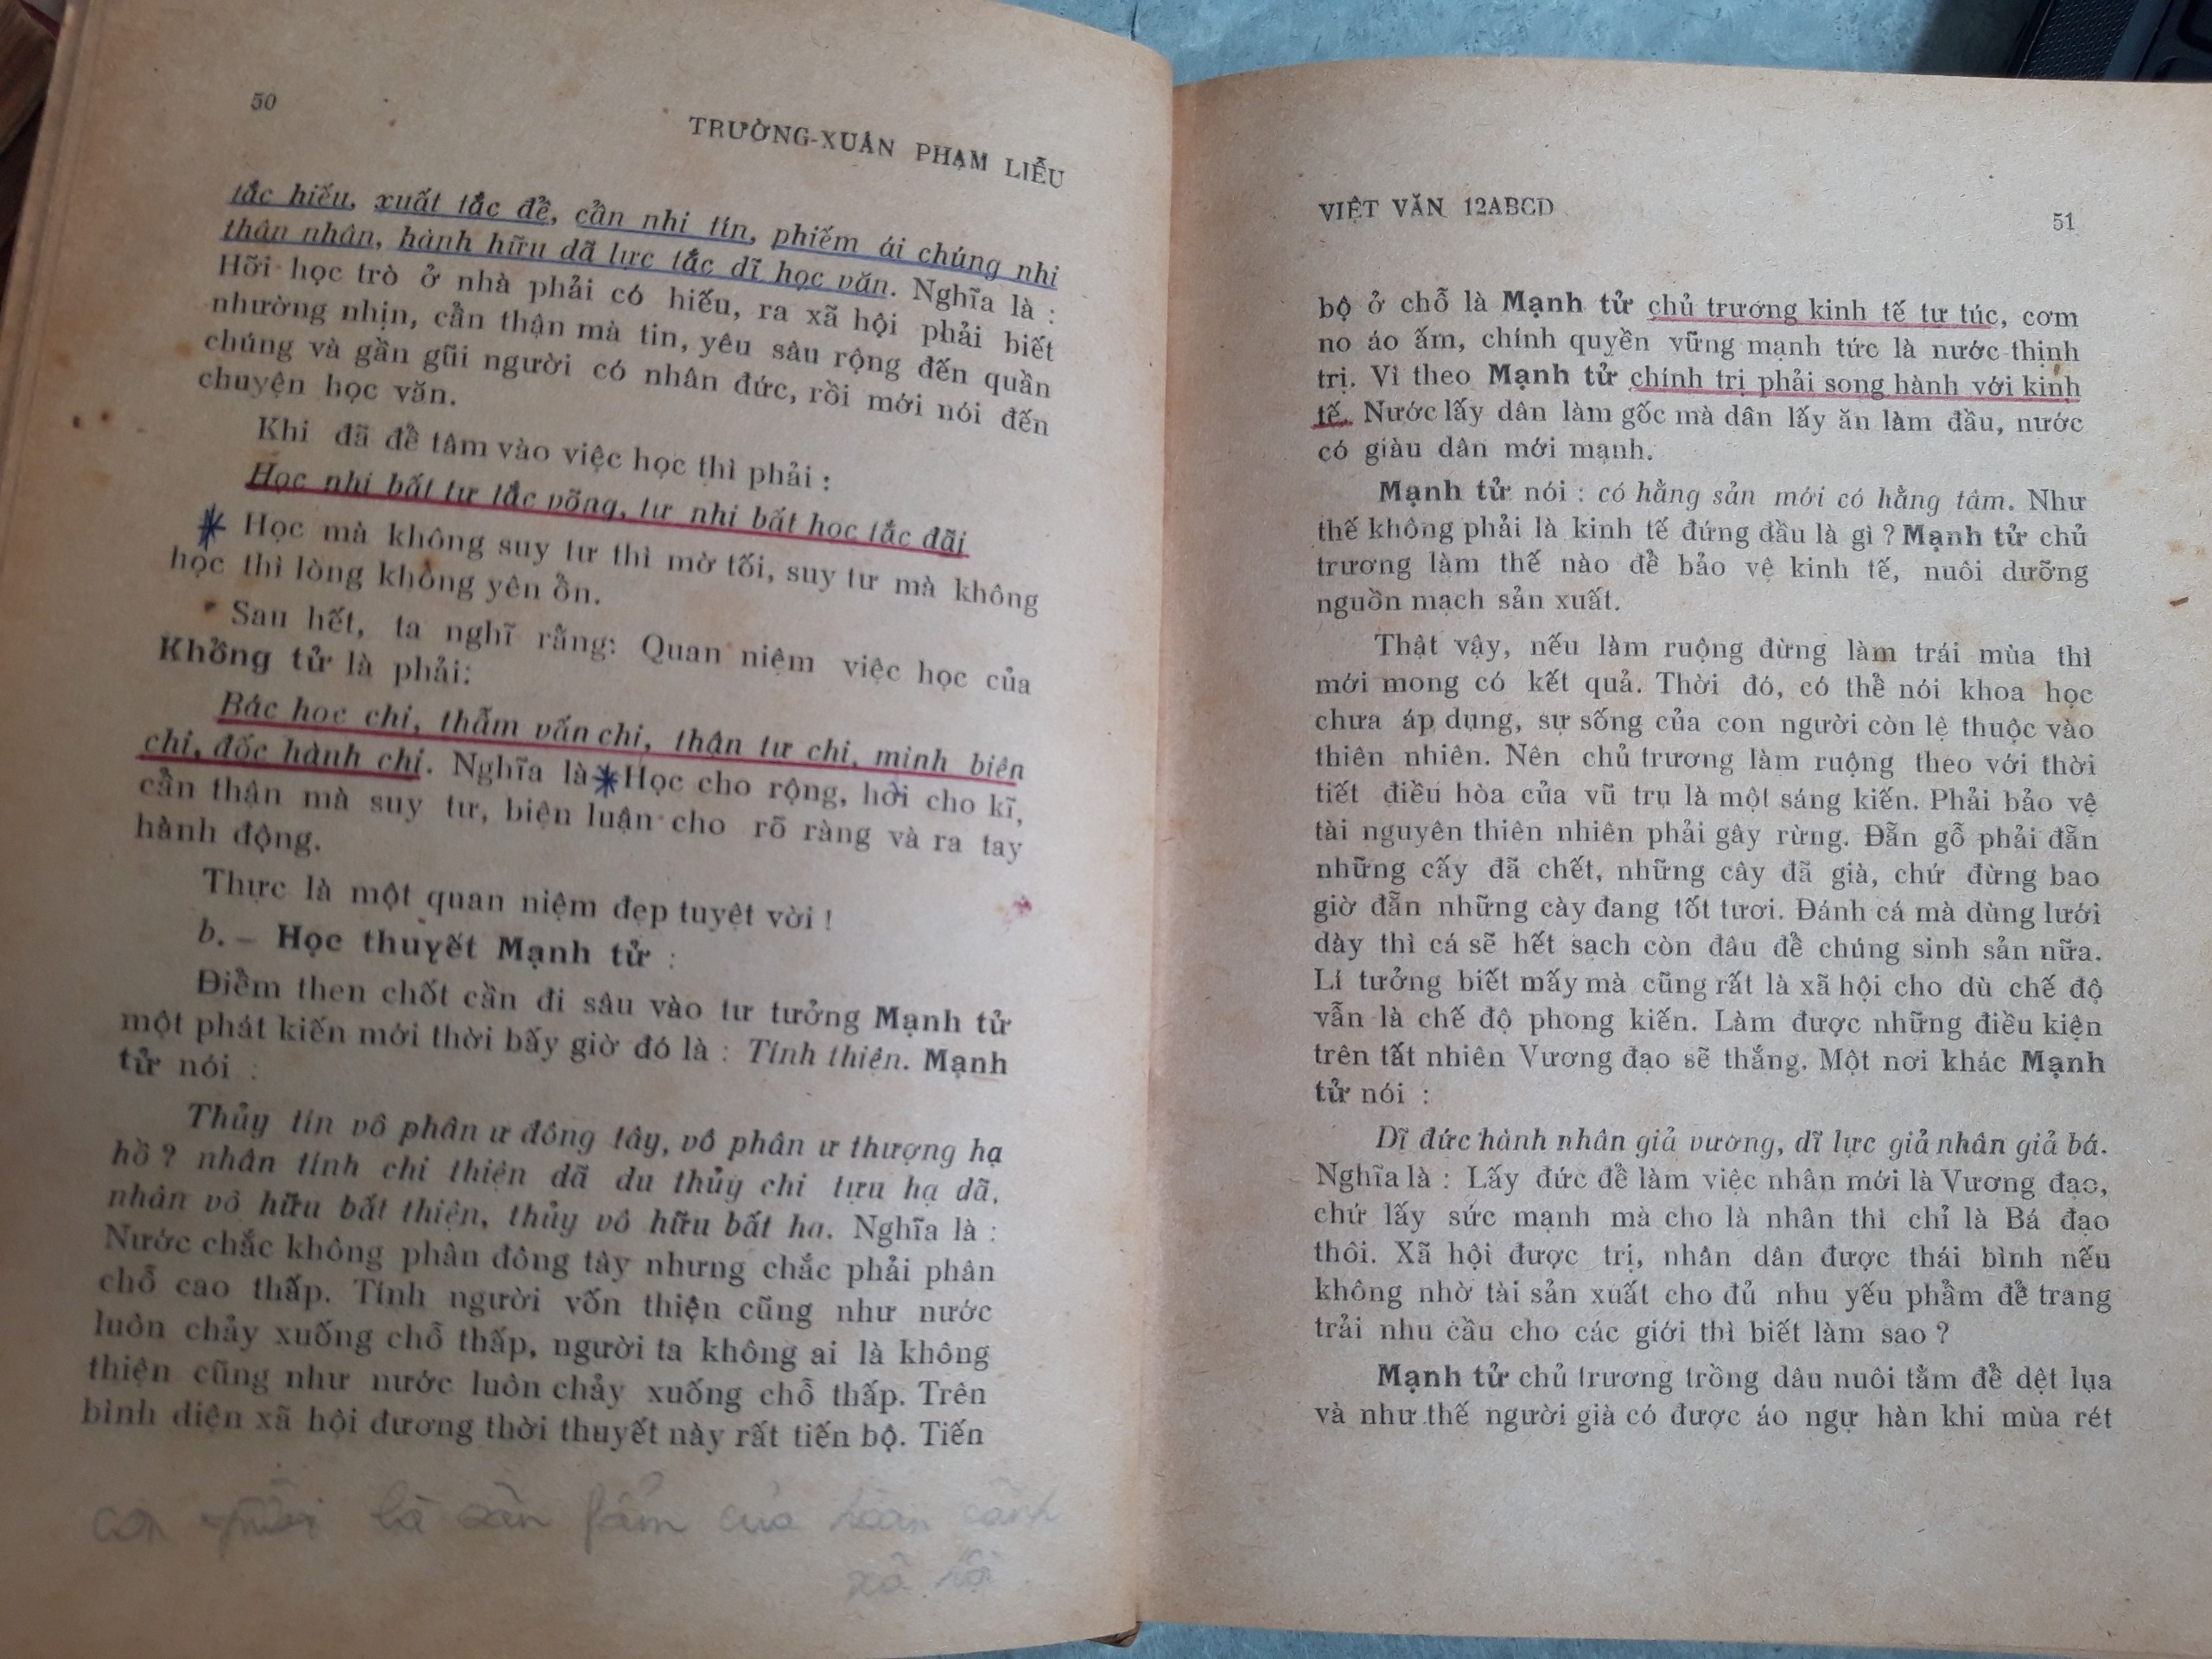 50
TRƯỜNG-XUÂN PHẠM LIỄU
tắc hiếu, xuất tắc đễ, cẩn nhi tín, phiếm ái chúng nhi
thân nhân, hành hữu dã lực tắc dĩ học văn. Nghĩa là :
Hỡi học trò ở nhà phải có hiếu, ra xã hội phải biết
nhường nhịn, cẩn thận mà tin, yêu sâu rộng đến quần
chúng và gần gũi người có nhân đức, rồi mới nói đến
chuyện học văn.
Khi đã để tâm vào việc học thì phải :
Học nhi bất tư tắc võng, tư nhi bất học tắc đãi
Học mà không suy tư thì mờ tối, suy tư mà không
học thì lòng không yên ổn.
Sau hết, ta nghĩ rằng: Quan niệm việc học của
Khổng tử là phải:
Bác học chi, thẩm vấn chi, thận tư chi, minh biên
chi, đốc hành chi. Nghĩa là Học cho rộng, hỏi cho kĩ,
cẩn thận mà suy tư, biện luận cho rõ ràng và ra tay
hành động.
Thực là một quan niệm đẹp tuyệt vời !
b. – Học thuyết Mạnh tử :
Điểm then chốt cần đi sâu vào tư tưởng Mạnh tử
một phát kiến mới thời bấy giờ đó là : Tính thiện. Mạnh
tử nói :
Thủy tín vô phân ư đông tây, vô phân ư thượng hạ
hồ ? nhân tính chi thiện dã du thủy chi tựu hạ dã,
nhân vô hữu bất thiện, thủy vô hữu bất hạ. Nghĩa là :
Nước chắc không phân đông tây nhưng chắc phải phân
chỗ cao thấp. Tính người vốn thiện cũng như nước
luôn chảy xuống chỗ thấp, người ta không ai là không
thiện cũng như nước luôn chảy xuống chỗ thấp. Trên
bình diện xã hội đương thời thuyết này rất tiến bộ. Tiến
con người là sản phẩm của hoàn cảnh
xã hội
VIỆT VĂN 12ABCD
51
bộ ở chỗ là Mạnh tử chủ trướng kinh tế tự túc, cơm
no áo ấm, chính quyền vững mạnh tức là nước thịnh
trị. Vì theo Mạnh tử chính trị phải song hành với kinh
tế. Nước lấy dân làm gốc mà dân lấy ăn làm đầu, nước
có giàu dân mới mạnh.
Mạnh tử nói : có hằng sản mới có hằng tâm. Như
thế không phải là kinh tế đứng đầu là gì ? Mạnh tử chủ
trương làm thế nào để bảo vệ kinh tế, nuôi dưỡng
nguồn mạch sản xuất.
Thật vậy, nếu làm ruộng đừng làm trái mùa thì
mới mong có kết quả. Thời đó, có thể nói khoa học
chưa áp dụng, sự sống của con người còn lệ thuộc vào
thiên nhiên. Nên chủ trương làm ruộng theo với thời
tiết điều hòa của vũ trụ là một sáng kiến. Phải bảo vệ
tài nguyên thiên nhiên phải gây rừng. Đẵn gỗ phải đẵn
những cấy đã chết, những cây đã già, chứ đừng bao
giờ đẵn những cày đang tốt tươi. Đánh cá mà dùng lưới
dày thì cá sẽ hết sạch còn đâu để chúng sinh sản nữa.
Lí tưởng biết mấy mà cũng rất là xã hội cho dù chế độ
vẫn là chế độ phong kiến. Làm được những điều kiện
trên tất nhiên Vương đạo sẽ thắng. Một nơi khác Mạnh
tử nói :
Dĩ đức hành nhân giả vường, dĩ lực giả nhân giả bá.
Nghĩa là : Lấy đức để làm việc nhân mới là Vương đạo,
chứ lấy sức mạnh mà cho là nhân thì chỉ là Bá đạo
thôi. Xã hội được trị, nhân dân được thái bình nếu
không nhờ tài sản xuất cho đủ nhu yếu phẩm để trang
trải nhu cầu cho các giới thì biết làm sao ?
Mạnh tử chủ trương trồng dâu nuôi tằm để dệt lụa
và như thế người già có được áo ngự hàn khi mùa rét